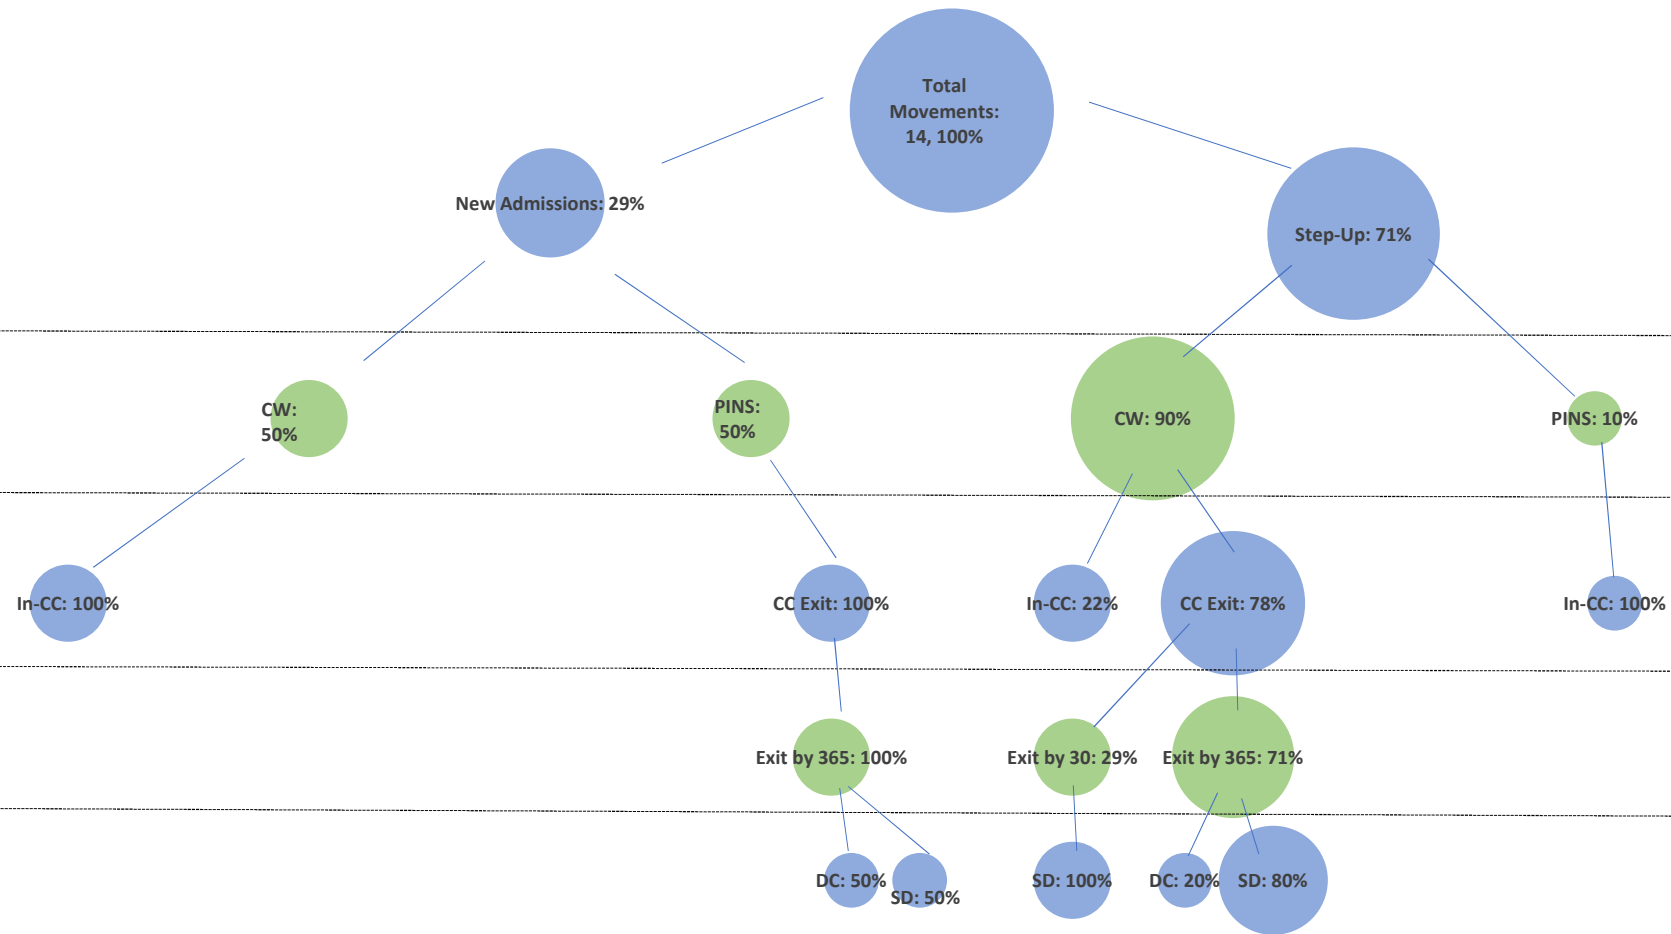 Total
Movements:
14, 100%
New Admissions: 29%
Step-Up: 71%
CW:
50%
PINS:
50%
CW: 90%
PINS: 10%
In-CC: 100%
CC Exit: 100%
In-CC: 22%
CC Exit: 78%
In-CC: 100%
Exit by 365: 100%
Exit by 30: 29%
Exit by 365: 71%
DC: 50%
SD: 50%
SD: 100%
DC: 20%
SD: 80%